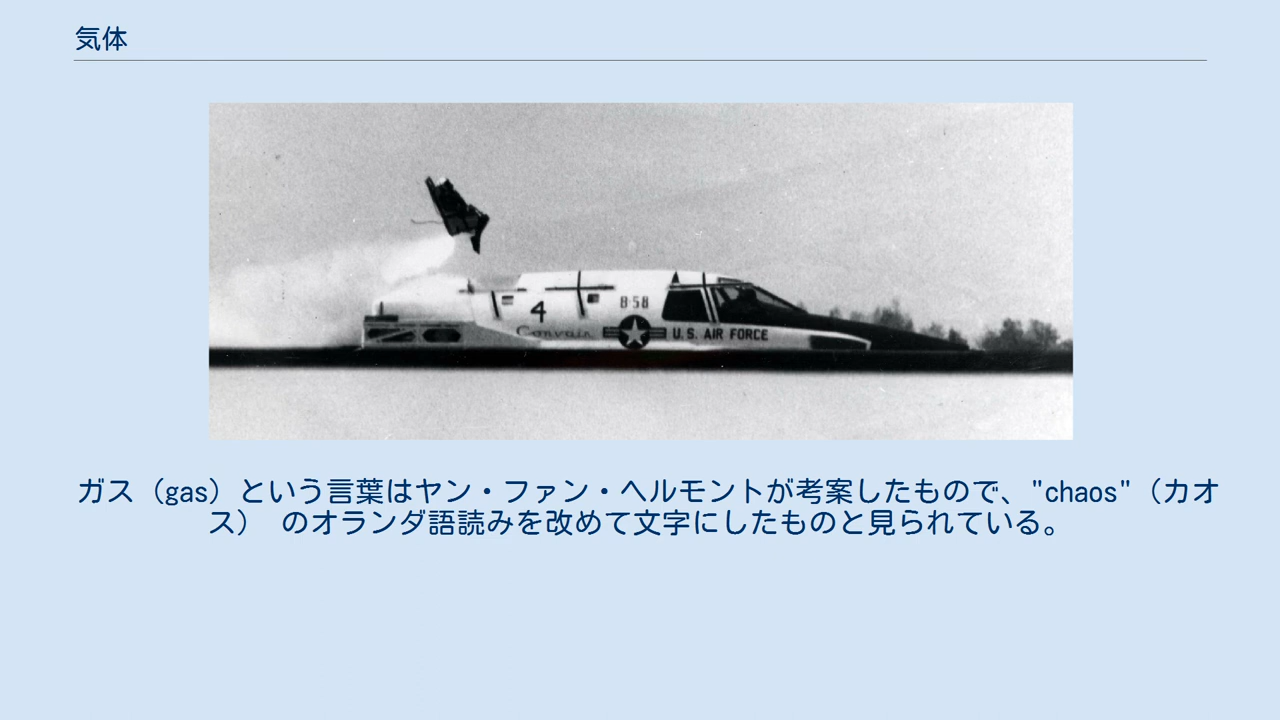 気体
4
B-58
Convair
U.S. AIR FORCE
ガス（gas）という言葉はヤン・ファン・ヘルモントが考案したもので、"chaos"（カオ
ス） のオランダ語読みを改めて文字にしたものと見られている。